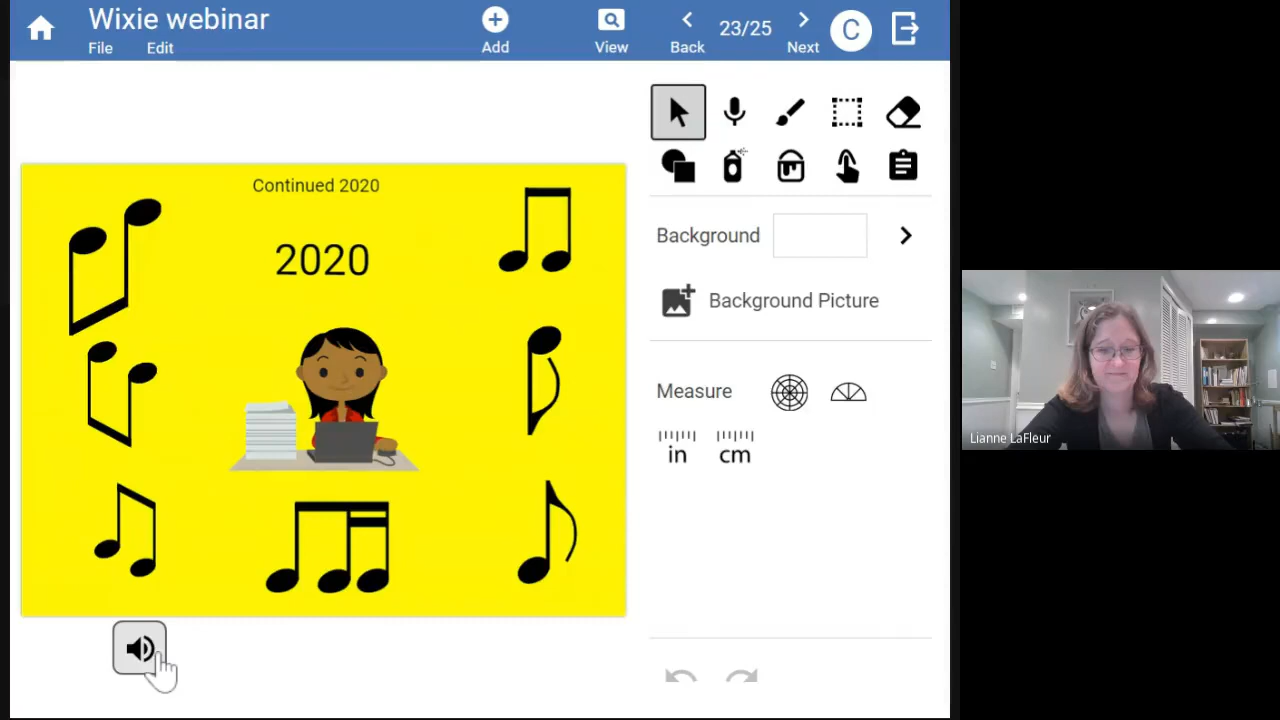 Wixie webinar
File Edit
Add
View
Back
23/25
Next
C
Continued 2020
2020
Background
Background Picture
Measure
in cm
Lianne LaFleur